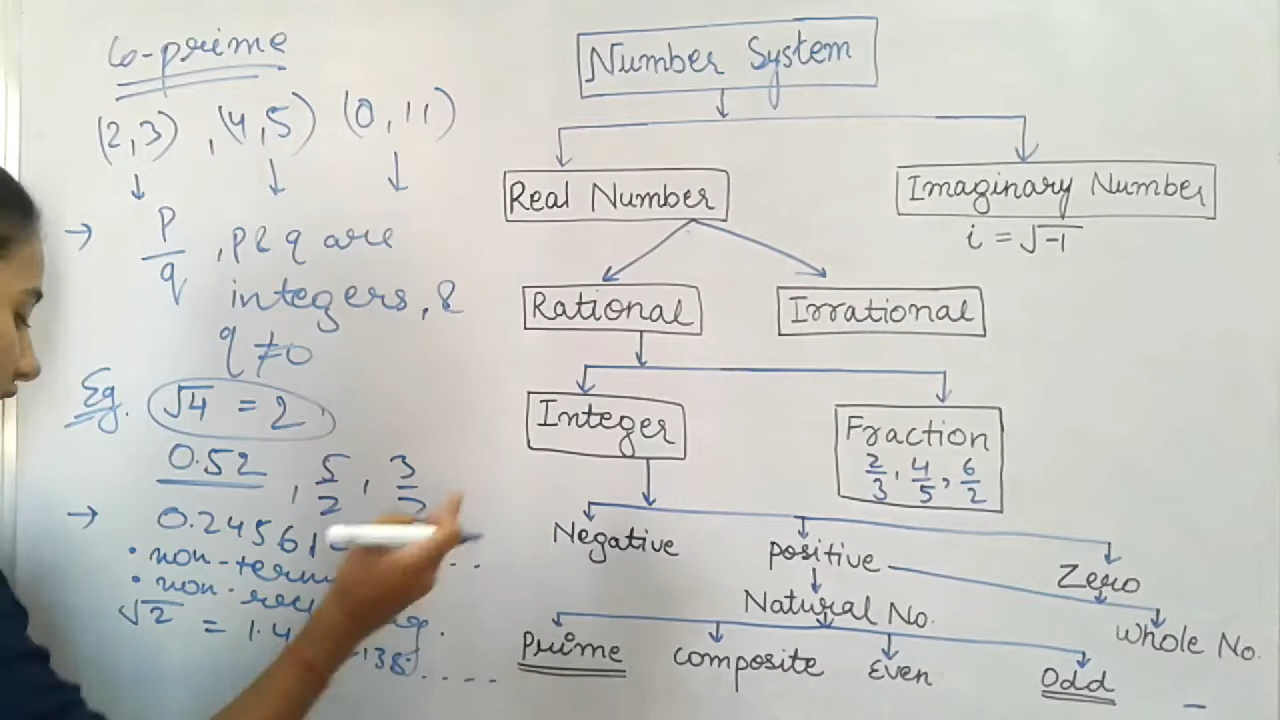 Co-prime
(2,3) , (4,5) (0,11)
p/q , p & q are
integers, &
q ≠ 0
Eg. √4 = 2
0.52 , 5/2 , 3/2
0.24561
• non-term
• non-rec
√2 = 1.4 138....
Number System
Real Number
Imaginary Number
i = √-1
Rational
Irrational
Integer
Fraction
2/3, 4/5, 6/2
Negative
positive
Zero
Natural No.
Whole No.
Prime
composite
Even
Odd